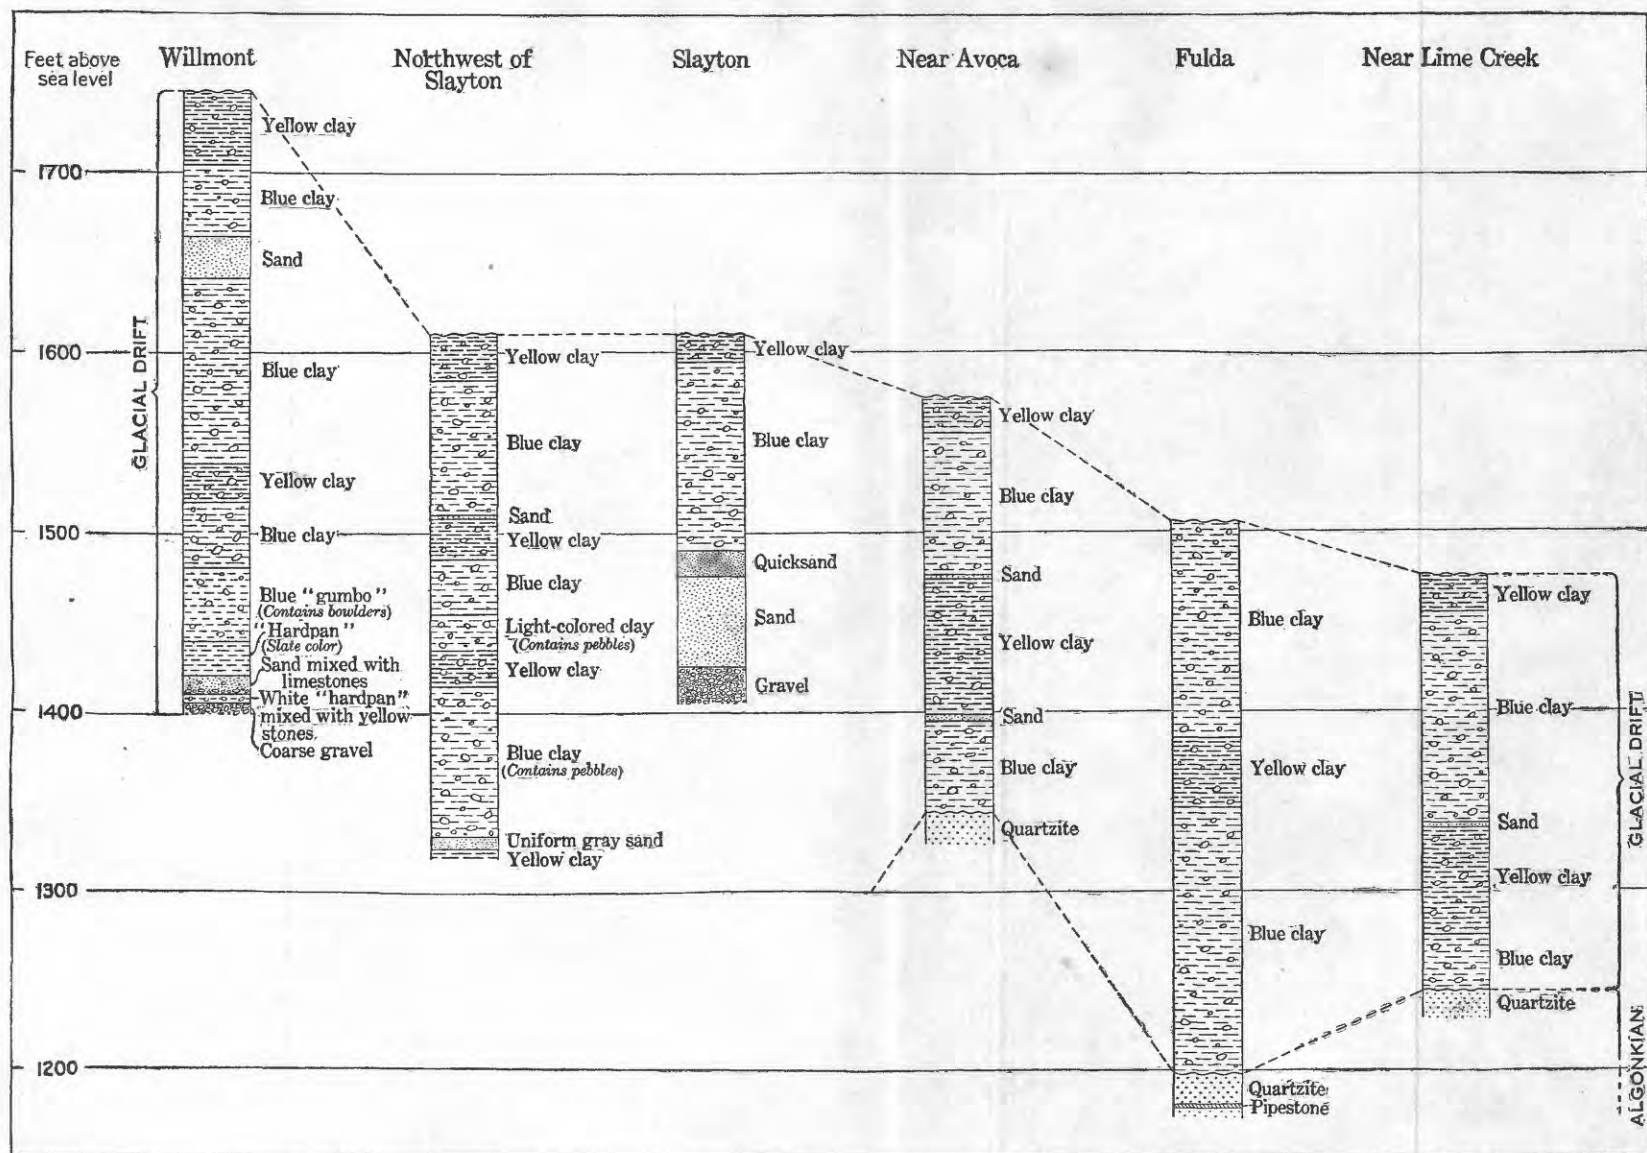 Feet above
sea level
Willmont
Northwest of
Slayton
Slayton
Near Avoca
Fulda
Near Lime Creek
1700
1600
1500
1400
1300
1200
GLACIAL DRIFT
Yellow clay
Blue clay
Sand
Blue clay
Yellow clay
Blue clay
Blue "gumbo"
(Contains bowlders)
"Hardpan"
(Slate color)
Sand mixed with
limestones
White "hardpan"
mixed with yellow
stones.
Coarse gravel
Yellow clay
Blue clay
Sand
Yellow clay
Blue clay
Light-colored clay
(Contains pebbles)
Yellow clay
Blue clay
(Contains pebbles)
Uniform gray sand
Yellow clay
Yellow clay
Blue clay
Quicksand
Sand
Gravel
Yellow clay
Blue clay
Sand
Yellow clay
Sand
Blue clay
Quartzite
Blue clay
Yellow clay
Blue clay
Quartzite
Pipestone
Yellow clay
Blue clay
Sand
Yellow clay
Blue clay
Quartzite
GLACIAL DRIFT
ALGONKIAN